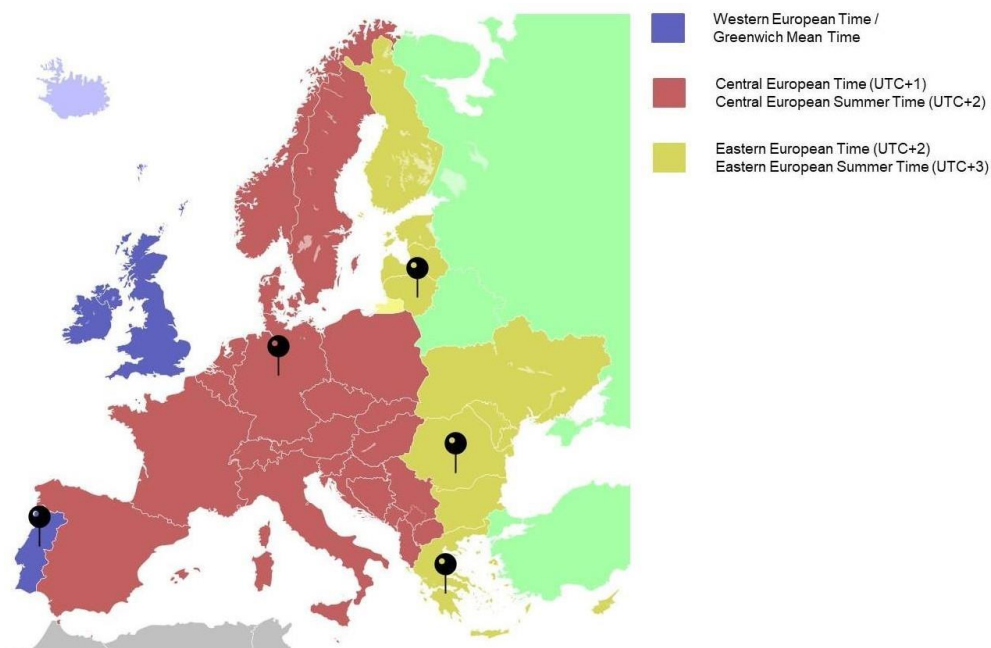 Western European Time /
Greenwich Mean Time
Central European Time (UTC+1)
Central European Summer Time (UTC+2)
Eastern European Time (UTC+2)
Eastern European Summer Time (UTC+3)